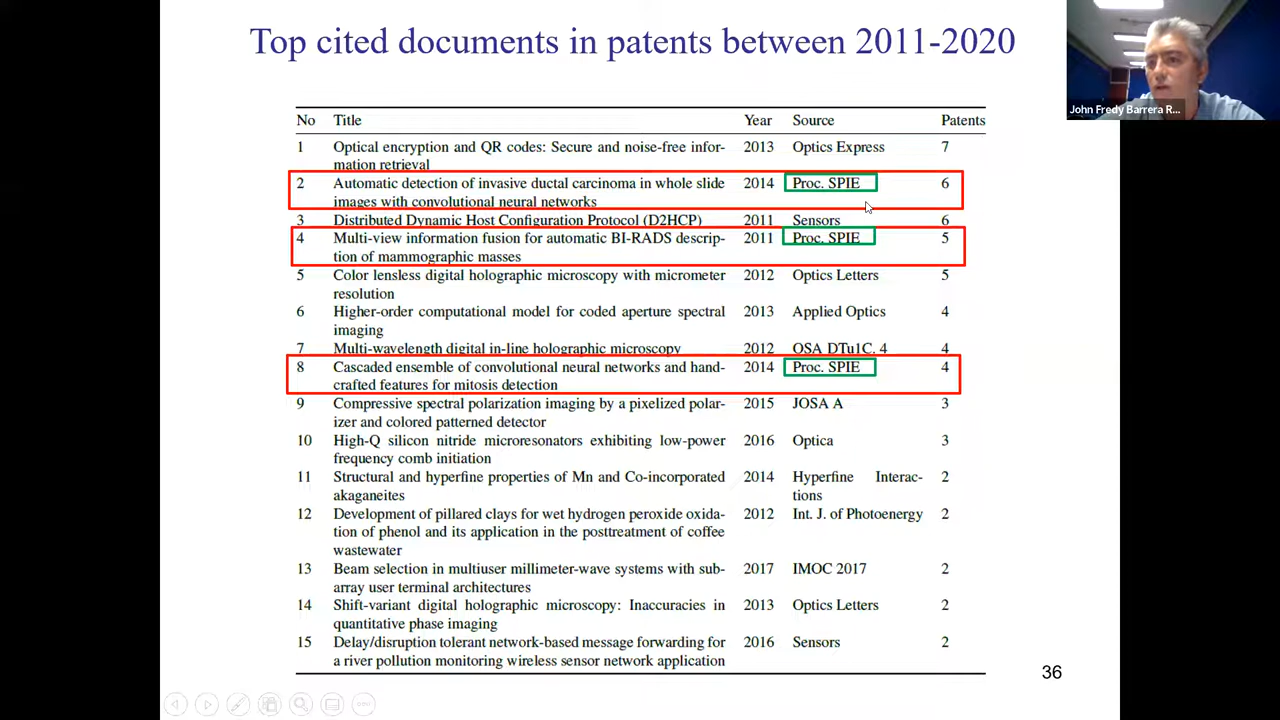 Top cited documents in patents between 2011-2020
John Fredy Barrera R...
No Title Year Source Patents
1 Optical encryption and QR codes: Secure and noise-free infor- 2013 Optics Express 7
mation retrieval
2 Automatic detection of invasive ductal carcinoma in whole slide 2014 Proc. SPIE 6
images with convolutional neural networks
3 Distributed Dynamic Host Configuration Protocol (D2HCP) 2011 Sensors 6
4 Multi-view information fusion for automatic BI-RADS descrip- 2011 Proc. SPIE 5
tion of mammographic masses
5 Color lensless digital holographic microscopy with micrometer 2012 Optics Letters 5
resolution
6 Higher-order computational model for coded aperture spectral 2013 Applied Optics 4
imaging
7 Multi-wavelength digital in-line holographic microscopy 2012 OSA DTu1C. 4 4
8 Cascaded ensemble of convolutional neural networks and hand- 2014 Proc. SPIE 4
crafted features for mitosis detection
9 Compressive spectral polarization imaging by a pixelized polar- 2015 JOSA A 3
izer and colored patterned detector
10 High-Q silicon nitride microresonators exhibiting low-power 2016 Optica 3
frequency comb initiation
11 Structural and hyperfine properties of Mn and Co-incorporated 2014 Hyperfine Interac- 2
akaganeites tions
12 Development of pillared clays for wet hydrogen peroxide oxida- 2012 Int. J. of Photoenergy 2
tion of phenol and its application in the posttreatment of coffee
wastewater
13 Beam selection in multiuser millimeter-wave systems with sub- 2017 IMOC 2017 2
array user terminal architectures
14 Shift-variant digital holographic microscopy: Inaccuracies in 2013 Optics Letters 2
quantitative phase imaging
15 Delay/disruption tolerant network-based message forwarding for 2016 Sensors 2
a river pollution monitoring wireless sensor network application
36